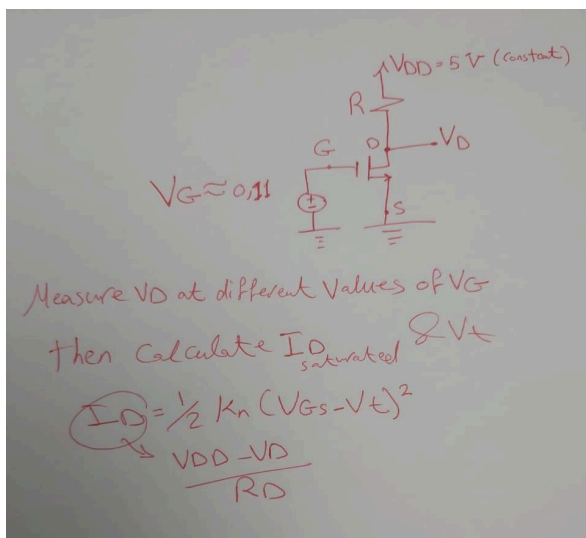 VDD = 5V (constant)
R
D
VD
G
VG ≈ 0,11
S
Measure VD at different values of VG
then calculate ID saturated & Vt
ID = 1/2 Kn (VGS - Vt)²
VDD - VD
RD